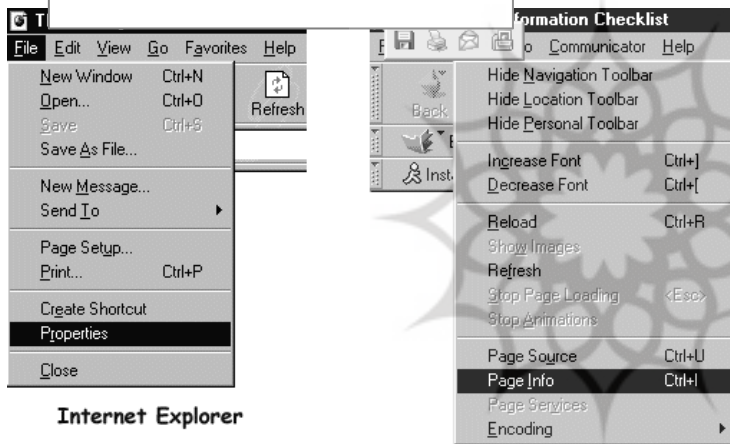 T
File Edit View Go Favorites Help
New Window Ctrl+N
Open... Ctrl+O
Save Ctrl+S
Save As File...
New Message...
Send To
Page Setup...
Print... Ctrl+P
Create Shortcut
Properties
Close
Refresh
Internet Explorer
formation Checklist
o Communicator Help
Back
Inst
Hide Navigation Toolbar
Hide Location Toolbar
Hide Personal Toolbar
Increase Font Ctrl+]
Decrease Font Ctrl+[
Reload Ctrl+R
Show Images
Refresh
Stop Page Loading <Esc>
Stop Animations
Page Source Ctrl+U
Page Info Ctrl+I
Page Services
Encoding